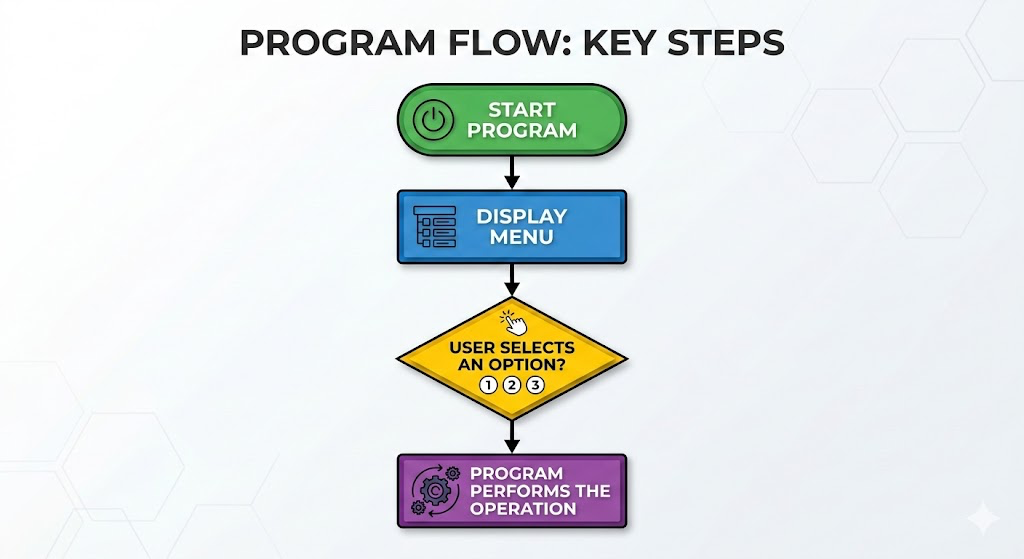 PROGRAM FLOW: KEY STEPS
START
PROGRAM
DISPLAY
MENU
USER SELECTS
AN OPTION?
1 2 3
PROGRAM
PERFORMS THE
OPERATION